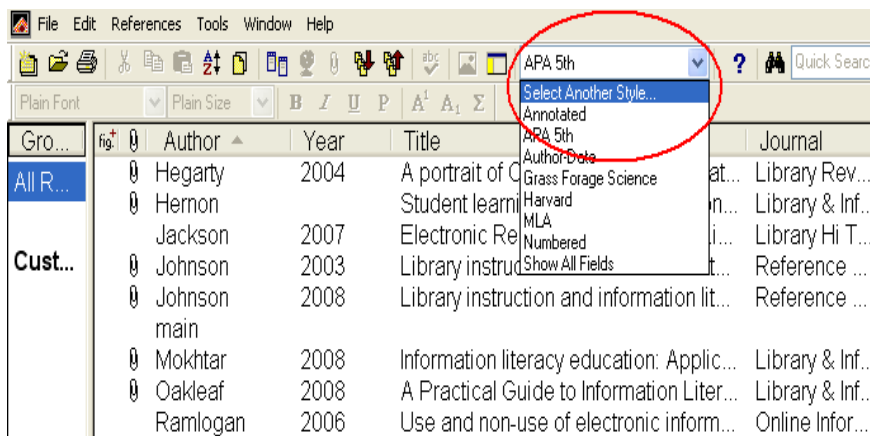 File Edit References Tools Window Help
abc APA 5th ? Quick Searc
Plain Font Plain Size B I U P A¹ A₁ Σ
Select Another Style...
Annotated
APA 5th
Author-Date
Grass Forage Science
Harvard
MLA
Numbered
Show All Fields
Gro... fig. Author Year Title Journal
All R... Hegarty 2004 A portrait of at... Library Rev...
Hernon Student learni on... Library & Inf...
Jackson 2007 Electronic Re Li... Library Hi T...
Cust... Johnson 2003 Library instruc t... Reference ...
Johnson 2008 Library instruction and information lit... Reference ...
main
Mokhtar 2008 Information literacy education: Applic... Library & Inf...
Oakleaf 2008 A Practical Guide to Information Liter... Library & Inf...
Ramlogan 2006 Use and non-use of electronic inform... Online Infor...